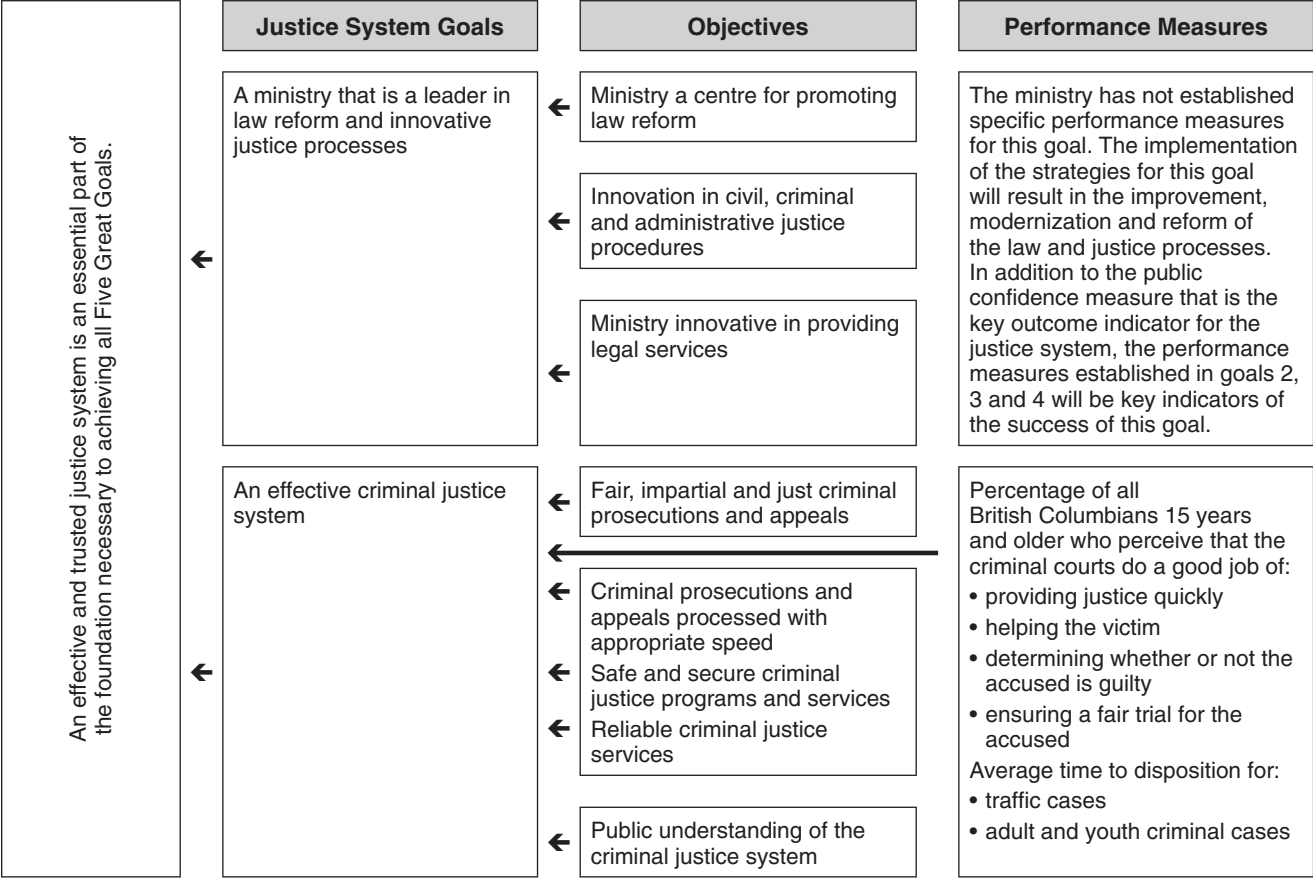 An effective and trusted justice system is an essential part of
the foundation necessary to achieving all Five Great Goals.
Justice System Goals
Objectives
Performance Measures
A ministry that is a leader in
law reform and innovative
justice processes
Ministry a centre for promoting
law reform
Innovation in civil, criminal
and administrative justice
procedures
Ministry innovative in providing
legal services
The ministry has not established
specific performance measures
for this goal. The implementation
of the strategies for this goal
will result in the improvement,
modernization and reform of
the law and justice processes.
In addition to the public
confidence measure that is the
key outcome indicator for the
justice system, the performance
measures established in goals 2,
3 and 4 will be key indicators of
the success of this goal.
An effective criminal justice
system
Fair, impartial and just criminal
prosecutions and appeals
Criminal prosecutions and
appeals processed with
appropriate speed
Safe and secure criminal
justice programs and services
Reliable criminal justice
services
Public understanding of the
criminal justice system
Percentage of all
British Columbians 15 years
and older who perceive that the
criminal courts do a good job of:
• providing justice quickly
• helping the victim
• determining whether or not the
accused is guilty
• ensuring a fair trial for the
accused
Average time to disposition for:
• traffic cases
• adult and youth criminal cases